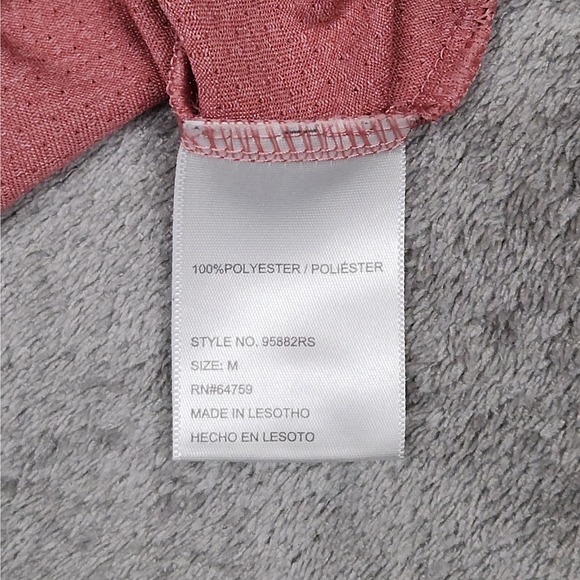 100%POLYESTER / POLIÉSTER
STYLE NO. 95882RS
SIZE: M
RN#64759
MADE IN LESOTHO
HECHO EN LESOTO